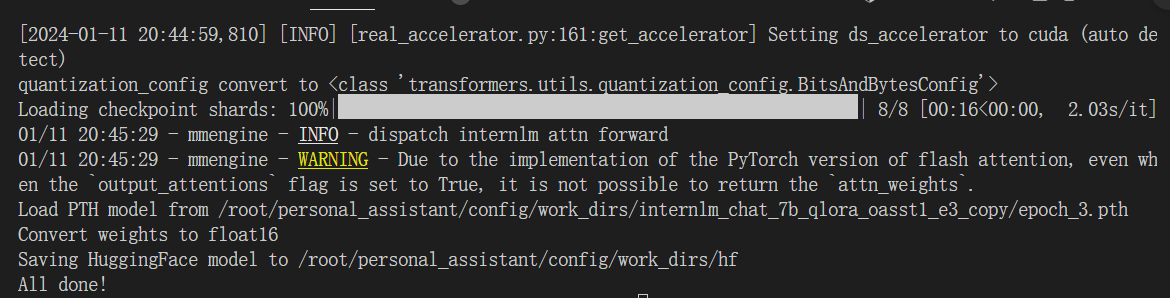 [2024-01-11 20:44:59,810] [INFO] [real_accelerator.py:161:get_accelerator] Setting ds_accelerator to cuda (auto de
tect)
quantization_config convert to <class 'transformers.utils.quantization_config.BitsAndBytesConfig'>
Loading checkpoint shards: 100%| | 8/8 [00:16<00:00,  2.03s/it]
01/11 20:45:29 - mmengine - INFO - dispatch internlm attn forward
01/11 20:45:29 - mmengine - WARNING - Due to the implementation of the PyTorch version of flash attention, even wh
en the `output_attentions` flag is set to True, it is not possible to return the `attn_weights`.
Load PTH model from /root/personal_assistant/config/work_dirs/internlm_chat_7b_qlora_oasst1_e3_copy/epoch_3.pth
Convert weights to float16
Saving HuggingFace model to /root/personal_assistant/config/work_dirs/hf
All done!